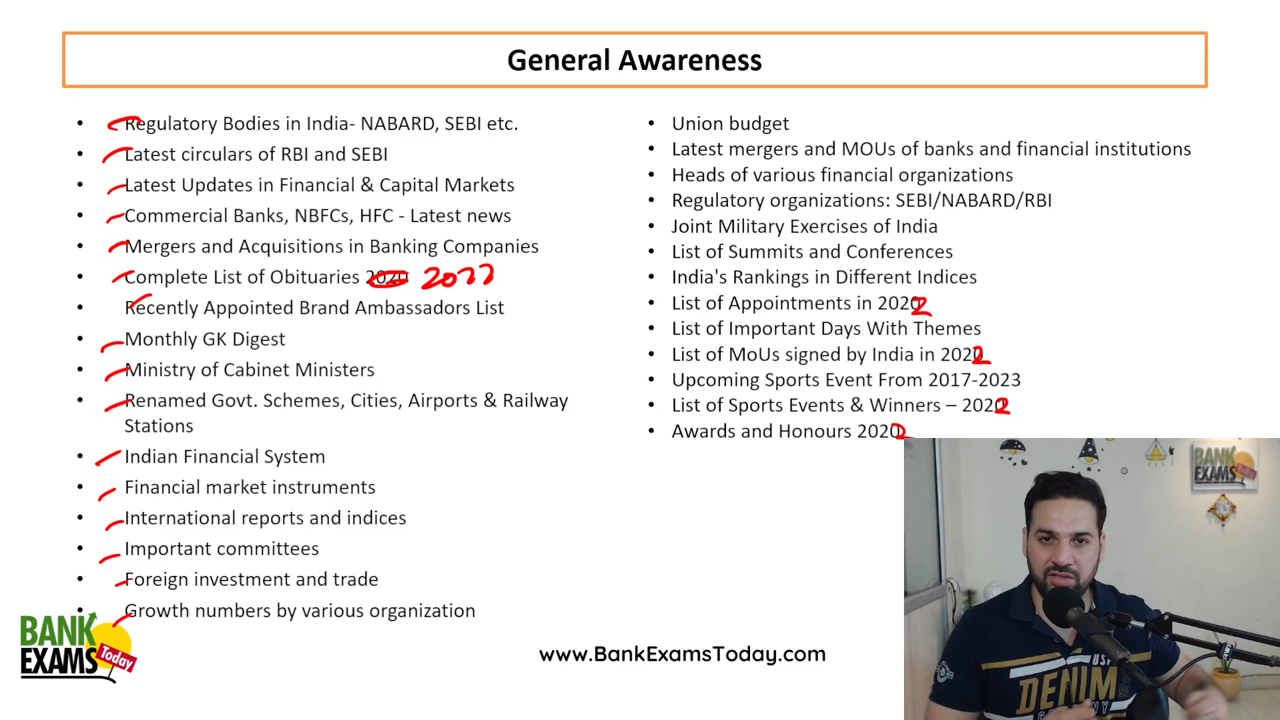 General Awareness
Regulatory Bodies in India- NABARD, SEBI etc.
Latest circulars of RBI and SEBI
Latest Updates in Financial & Capital Markets
Commercial Banks, NBFCs, HFC - Latest news
Mergers and Acquisitions in Banking Companies
Complete List of Obituaries 2020 2022
Recently Appointed Brand Ambassadors List
Monthly GK Digest
Ministry of Cabinet Ministers
Renamed Govt. Schemes, Cities, Airports & Railway
Stations
Indian Financial System
Financial market instruments
International reports and indices
Important committees
Foreign investment and trade
Growth numbers by various organization
Union budget
Latest mergers and MOUs of banks and financial institutions
Heads of various financial organizations
Regulatory organizations: SEBI/NABARD/RBI
Joint Military Exercises of India
List of Summits and Conferences
India's Rankings in Different Indices
List of Appointments in 2022
List of Important Days With Themes
List of MoUs signed by India in 2022
Upcoming Sports Event From 2017-2023
List of Sports Events & Winners – 2022
Awards and Honours 2022
BANK
EXAMS
Today
www.BankExamsToday.com
BANK
EXAMS
DENIM